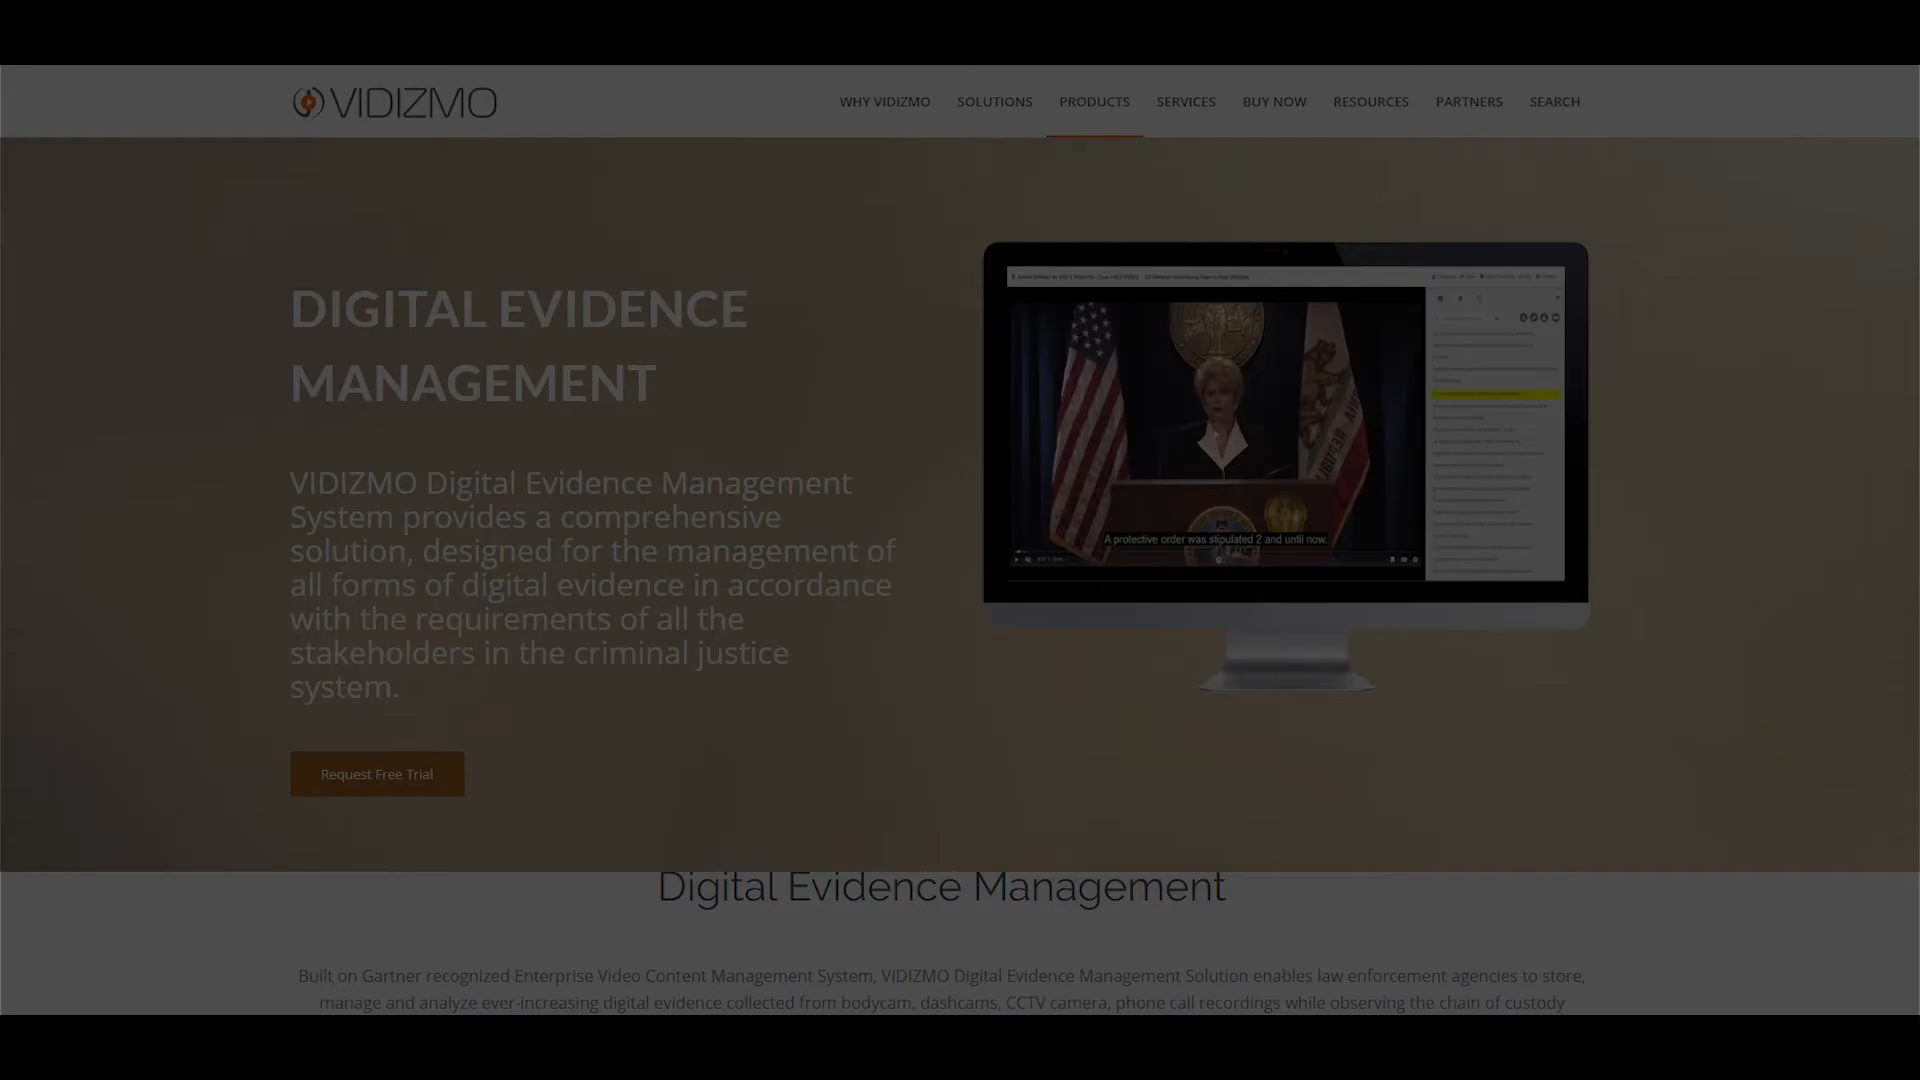 VIDIZMO
WHY VIDIZMO SOLUTIONS PRODUCTS SERVICES BUY NOW RESOURCES PARTNERS SEARCH
DIGITAL EVIDENCE
MANAGEMENT
VIDIZMO Digital Evidence Management
System provides a comprehensive
solution, designed for the management of
all forms of digital evidence in accordance
with the requirements of all the
stakeholders in the criminal justice
system.
Request Free Trial
A protective order was stipulated 2 and until now.
Digital Evidence Management
Built on Gartner recognized Enterprise Video Content Management System, VIDIZMO Digital Evidence Management Solution enables law enforcement agencies to store,
manage and analyze ever-increasing digital evidence collected from bodycam, dashcams, CCTV camera, phone call recordings while observing the chain of custody